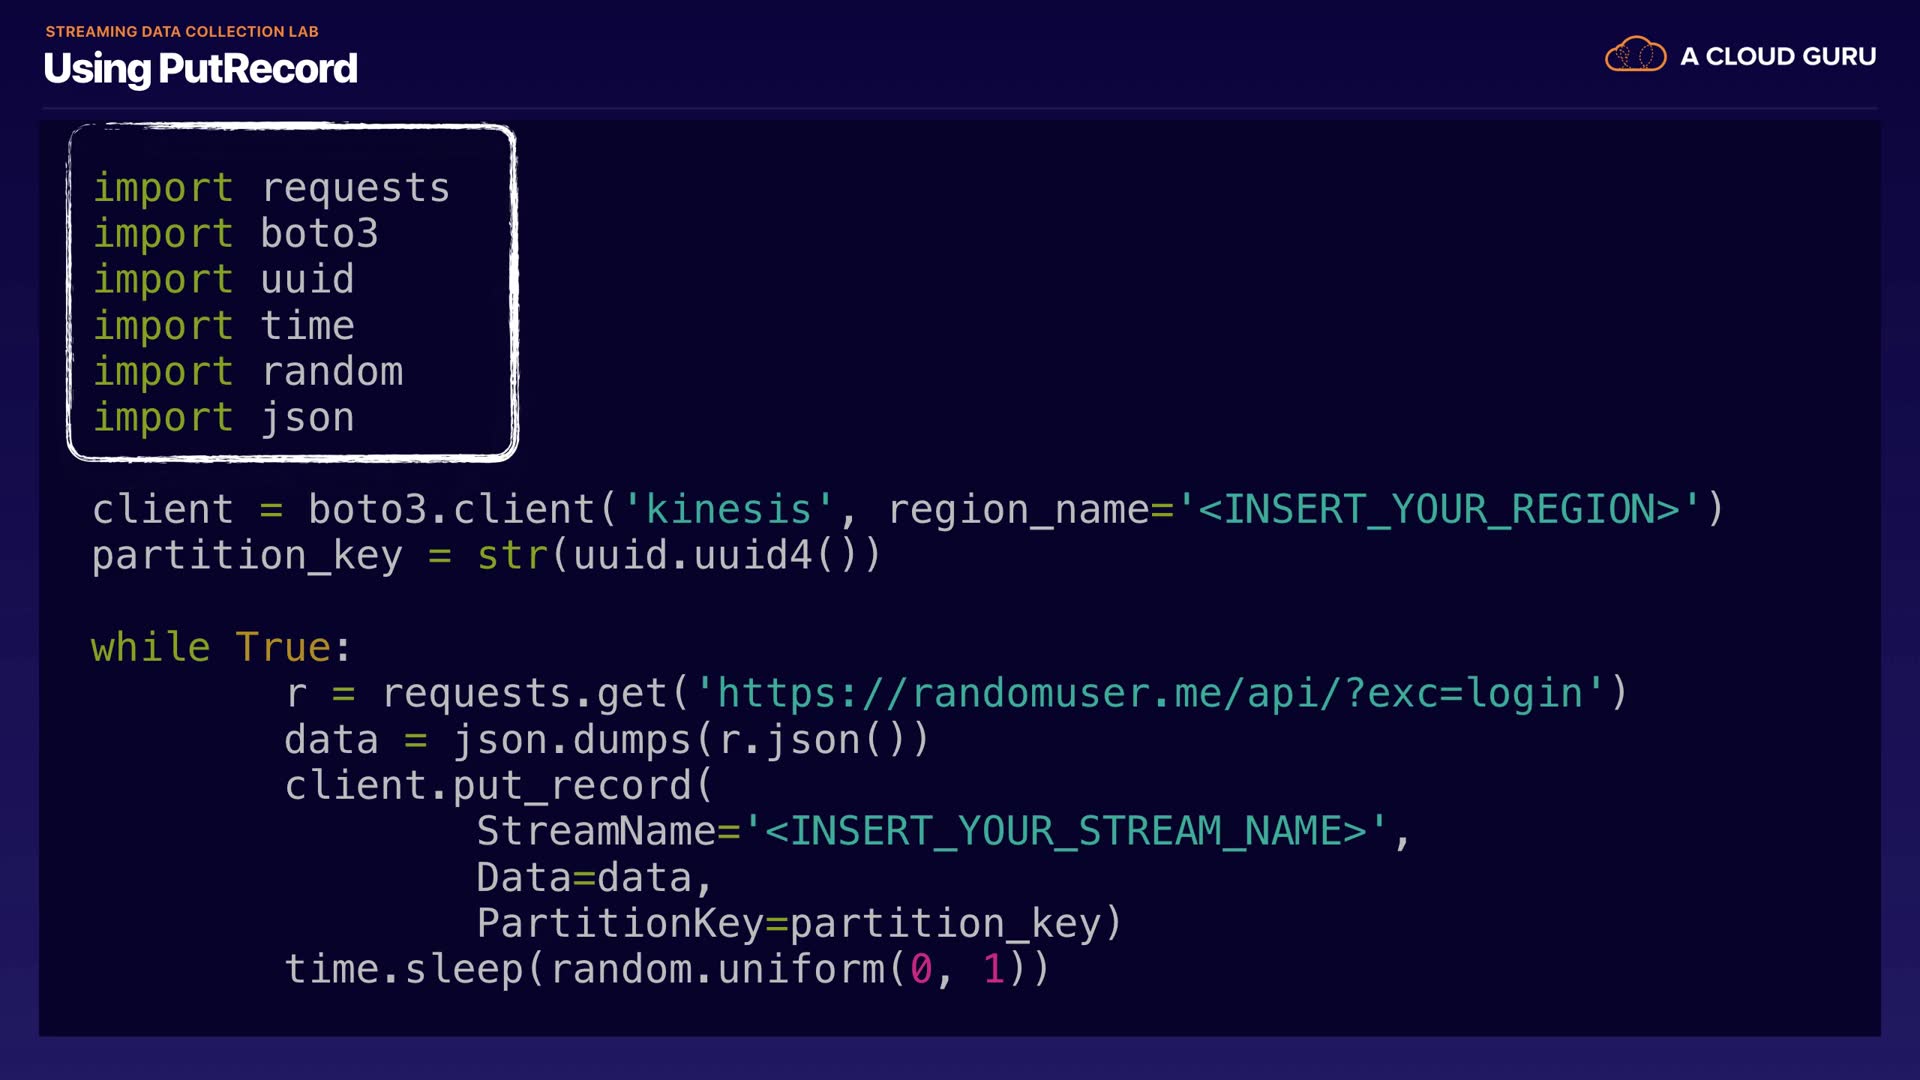 STREAMING DATA COLLECTION LAB
Using PutRecord
A CLOUD GURU
import requests
import boto3
import uuid
import time
import random
import json
client = boto3.client('kinesis', region_name='<INSERT_YOUR_REGION>')
partition_key = str(uuid.uuid4())
while True:
        r = requests.get('https://randomuser.me/api/?exc=login')
        data = json.dumps(r.json())
        client.put_record(
                StreamName='<INSERT_YOUR_STREAM_NAME>',
                Data=data,
                PartitionKey=partition_key)
        time.sleep(random.uniform(0, 1))